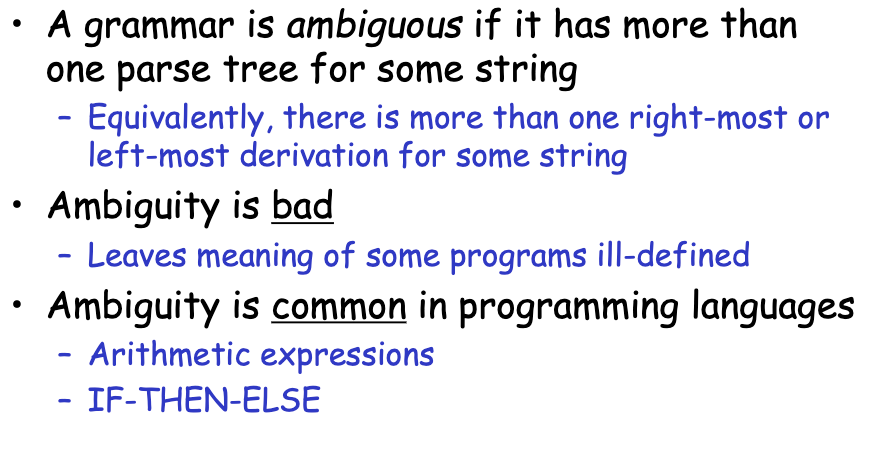 • A grammar is ambiguous if it has more than
one parse tree for some string
– Equivalently, there is more than one right-most or
left-most derivation for some string
• Ambiguity is bad
– Leaves meaning of some programs ill-defined
• Ambiguity is common in programming languages
– Arithmetic expressions
– IF-THEN-ELSE